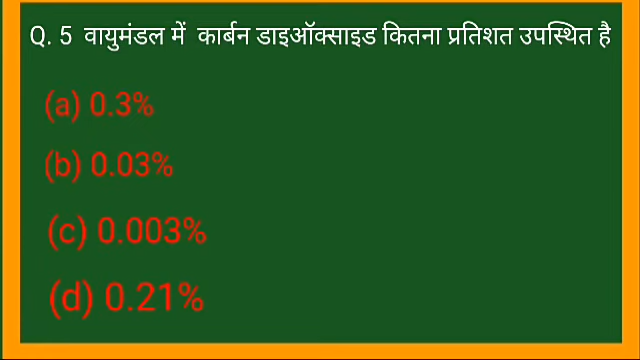 Q. 5 वायुमंडल में कार्बन डाइऑक्साइड कितना प्रतिशत उपस्थित है
(a) 0.3%
(b) 0.03%
(c) 0.003%
(d) 0.21%